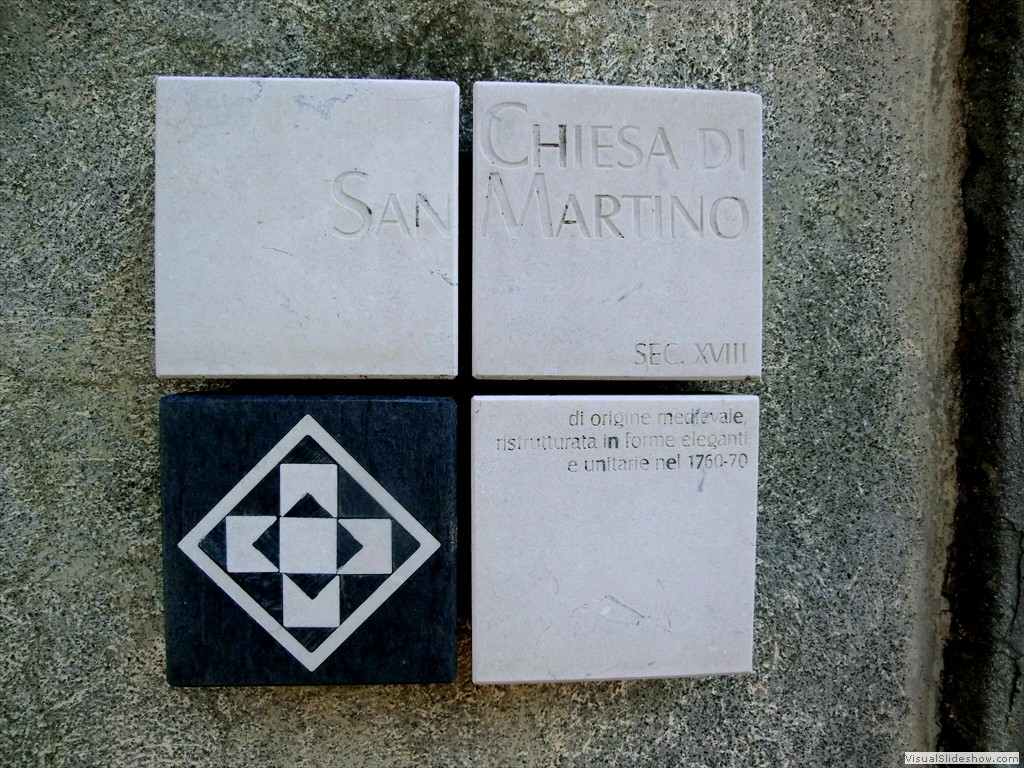 CHIESA DI
SAN MARTINO
SEC. XVIII
di origine medievale,
ristrutturata in forme eleganti
e unitarie nel 1760-70
VisualSlideshow.com